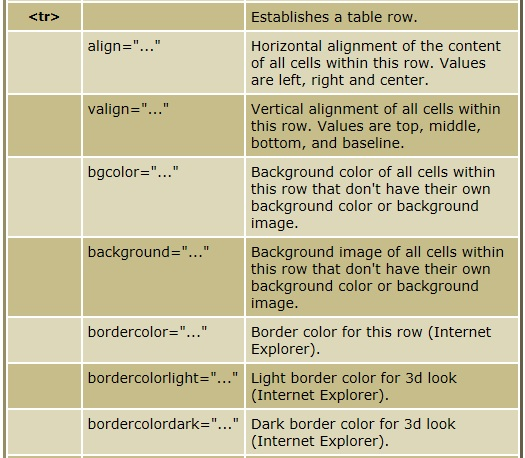 <tr> Establishes a table row.
align="..." Horizontal alignment of the content
of all cells within this row. Values
are left, right and center.
valign="..." Vertical alignment of all cells within
this row. Values are top, middle,
bottom, and baseline.
bgcolor="..." Background color of all cells within
this row that don't have their own
background color or background
image.
background="..." Background image of all cells within
this row that don't have their own
background color or background
image.
bordercolor="..." Border color for this row (Internet
Explorer).
bordercolorlight="..." Light border color for 3d look
(Internet Explorer).
bordercolordark="..." Dark border color for 3d look
(Internet Explorer).